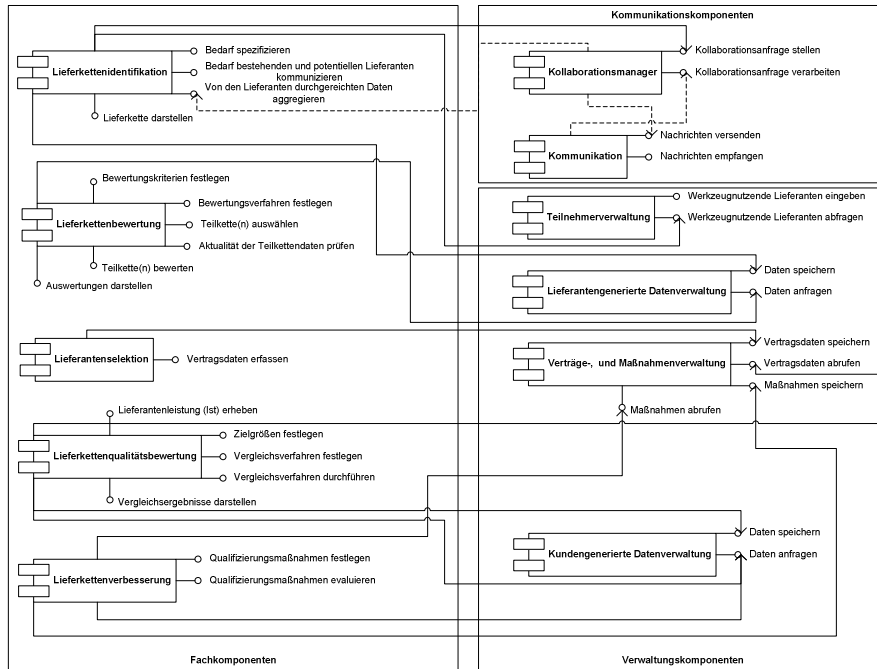 Kommunikationskomponenten
Bedarf spezifizieren
Lieferkettenidentifikation
Bedarf bestehenden und potentiellen Lieferanten
kommunizieren
Von den Lieferanten durchgereichten Daten
aggregieren
Lieferkette darstellen
Kollaborationsanfrage stellen
Kollaborationsmanager
Kollaborationsanfrage verarbeiten
Nachrichten versenden
Kommunikation
Nachrichten empfangen
Bewertungskriterien festlegen
Bewertungsverfahren festlegen
Lieferkettenbewertung
Teilkette(n) auswählen
Aktualität der Teilkettendaten prüfen
Teilkette(n) bewerten
Auswertungen darstellen
Werkzeugnutzende Lieferanten eingeben
Teilnehmerverwaltung
Werkzeugnutzende Lieferanten abfragen
Daten speichern
Lieferantengenerierte Datenverwaltung
Daten anfragen
Lieferantenselektion
Vertragsdaten erfassen
Vertragsdaten speichern
Verträge-, und Maßnahmenverwaltung
Vertragsdaten abrufen
Maßnahmen speichern
Maßnahmen abrufen
Lieferantenleistung (Ist) erheben
Zielgrößen festlegen
Lieferkettenqualitätsbewertung
Vergleichsverfahren festlegen
Vergleichsverfahren durchführen
Vergleichsergebnisse darstellen
Daten speichern
Kundengenerierte Datenverwaltung
Daten anfragen
Qualifizierungsmaßnahmen festlegen
Lieferkettenverbesserung
Qualifizierungsmaßnahmen evaluieren
Fachkomponenten
Verwaltungskomponenten